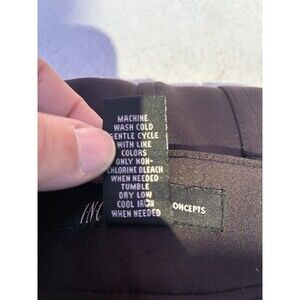 MACHINE
WASH COLD
GENTLE CYCLE
WITH LIKE
COLORS
ONLY NON-
CHLORINE BLEACH
WHEN NEEDED
TUMBLE
DRY LOW
COOL IRON
WHEN NEEDED
INC
ONCEPTS